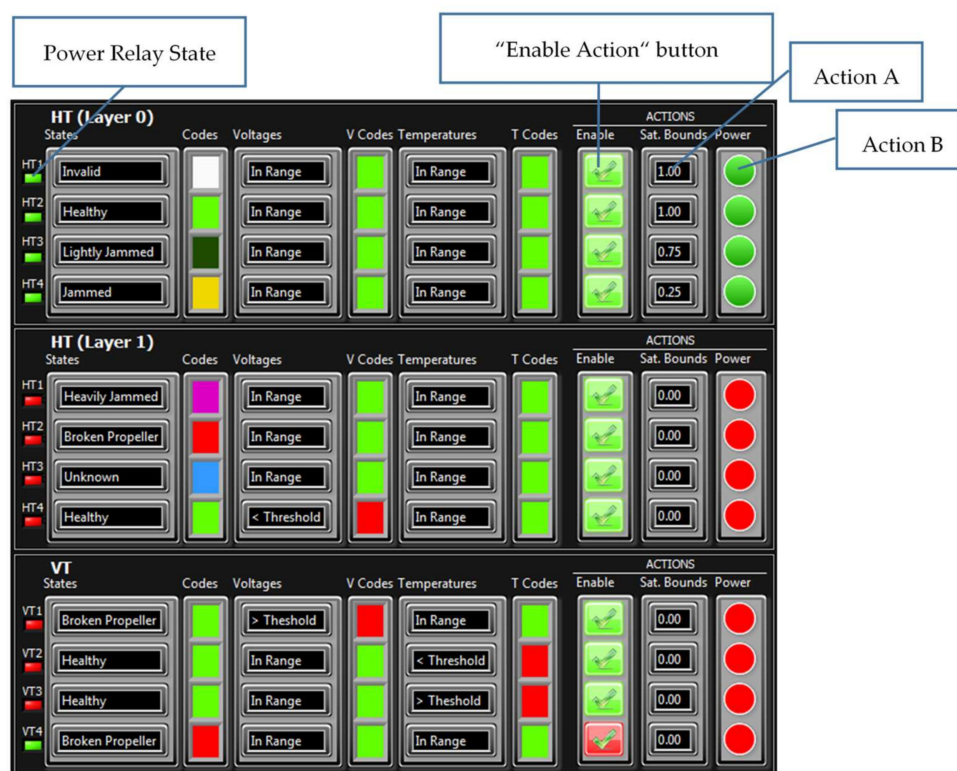 Power Relay State
“Enable Action“ button
Action A
Action B
HT (Layer 0)
ACTIONS
States Codes Voltages V Codes Temperatures T Codes Enable Sat. Bounds Power
HT1 Invalid In Range In Range 1.00
HT2 Healthy In Range In Range 1.00
HT3 Lightly Jammed In Range In Range 0.75
HT4 Jammed In Range In Range 0.25
HT (Layer 1)
ACTIONS
States Codes Voltages V Codes Temperatures T Codes Enable Sat. Bounds Power
HT1 Heavily Jammed In Range In Range 0.00
HT2 Broken Propeller In Range In Range 0.00
HT3 Unknown In Range In Range 0.00
HT4 Healthy < Threshold In Range 0.00
VT
ACTIONS
States Codes Voltages V Codes Temperatures T Codes Enable Sat. Bounds Power
VT1 Broken Propeller > Theshold In Range 0.00
VT2 Healthy In Range < Threshold 0.00
VT3 Healthy In Range > Theshold 0.00
VT4 Broken Propeller In Range In Range 0.00